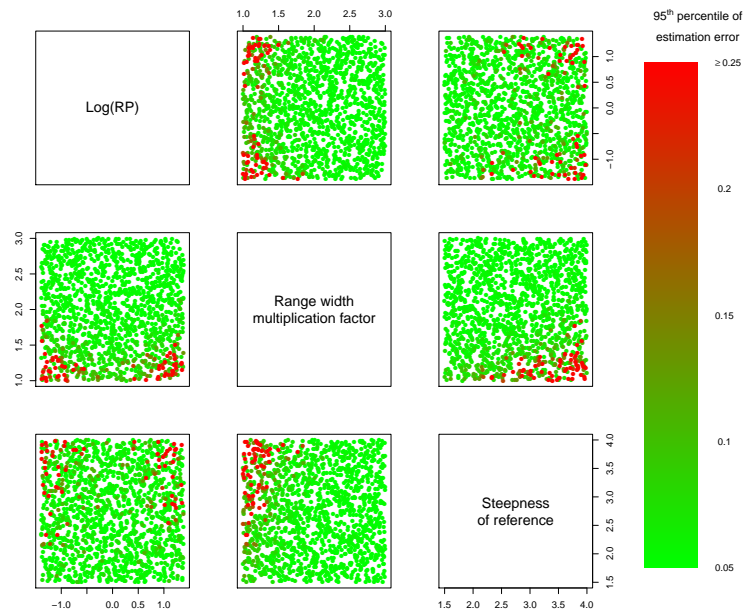 1.0 1.5 2.0 2.5 3.0
95th percentile of
estimation error
Log(RP)
−1.0 0.0 0.5 1.0
≥ 0.25
0.2
0.15
0.1
0.05
1.0 1.5 2.0 2.5 3.0
Range width
multiplication factor
Steepness
of reference
1.5 2.0 2.5 3.0 3.5 4.0
−1.0 0.0 0.5 1.0
1.5 2.0 2.5 3.0 3.5 4.0